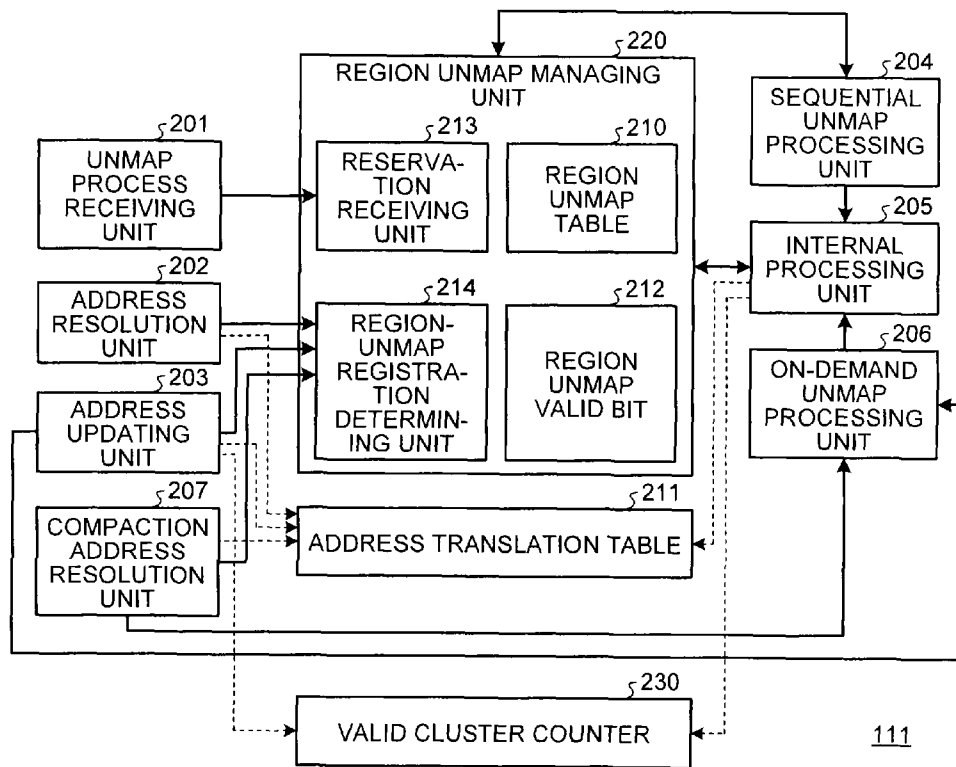 220
REGION UNMAP MANAGING
UNIT
204
SEQUENTIAL
UNMAP
PROCESSING
UNIT
201
UNMAP
PROCESS
RECEIVING
UNIT
213
RESERVA-
TION
RECEIVING
UNIT
210
REGION
UNMAP
TABLE
205
INTERNAL
PROCESSING
UNIT
202
ADDRESS
RESOLUTION
UNIT
214
REGION-
UNMAP
REGISTRA-
TION
DETERMIN-
ING UNIT
212
REGION
UNMAP
VALID BIT
206
ON-DEMAND
UNMAP
PROCESSING
UNIT
203
ADDRESS
UPDATING
UNIT
207
COMPACTION
ADDRESS
RESOLUTION
UNIT
211
ADDRESS TRANSLATION TABLE
230
VALID CLUSTER COUNTER
111